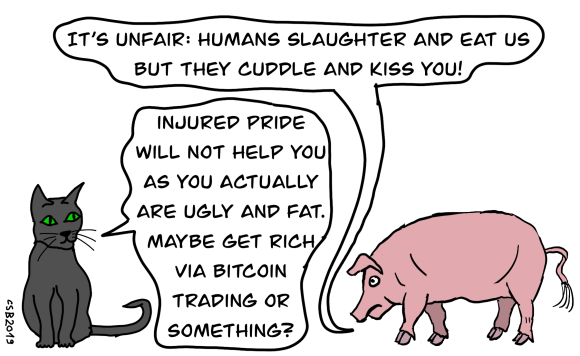 IT'S UNFAIR: HUMANS SLAUGHTER AND EAT US
BUT THEY CUDDLE AND KISS YOU!
INJURED PRIDE
WILL NOT HELP YOU
AS YOU ACTUALLY
ARE UGLY AND FAT.
MAYBE GET RICH
VIA BITCOIN
TRADING OR
SOMETHING?
CSB2019